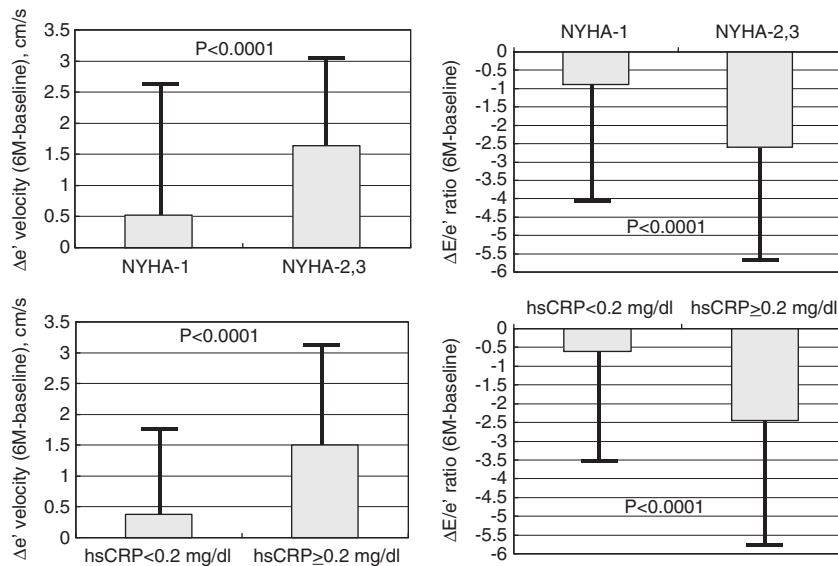 Δe' velocity (6M-baseline), cm/s
3.5
3
2.5
2
1.5
1
0.5
0
P<0.0001
NYHA-1
NYHA-2,3
NYHA-1
NYHA-2,3
ΔE/e' ratio (6M-baseline)
0
-0.5
-1
-1.5
-2
-2.5
-3
-3.5
-4
-4.5
-5
-5.5
-6
P<0.0001
Δe' velocity (6M-baseline), cm/s
3.5
3
2.5
2
1.5
1
0.5
0
P<0.0001
hsCRP<0.2 mg/dl
hsCRP≥0.2 mg/dl
hsCRP<0.2 mg/dl
hsCRP≥0.2 mg/dl
ΔE/e' ratio (6M-baseline)
0
-0.5
-1
-1.5
-2
-2.5
-3
-3.5
-4
-4.5
-5
-5.5
-6
P<0.0001